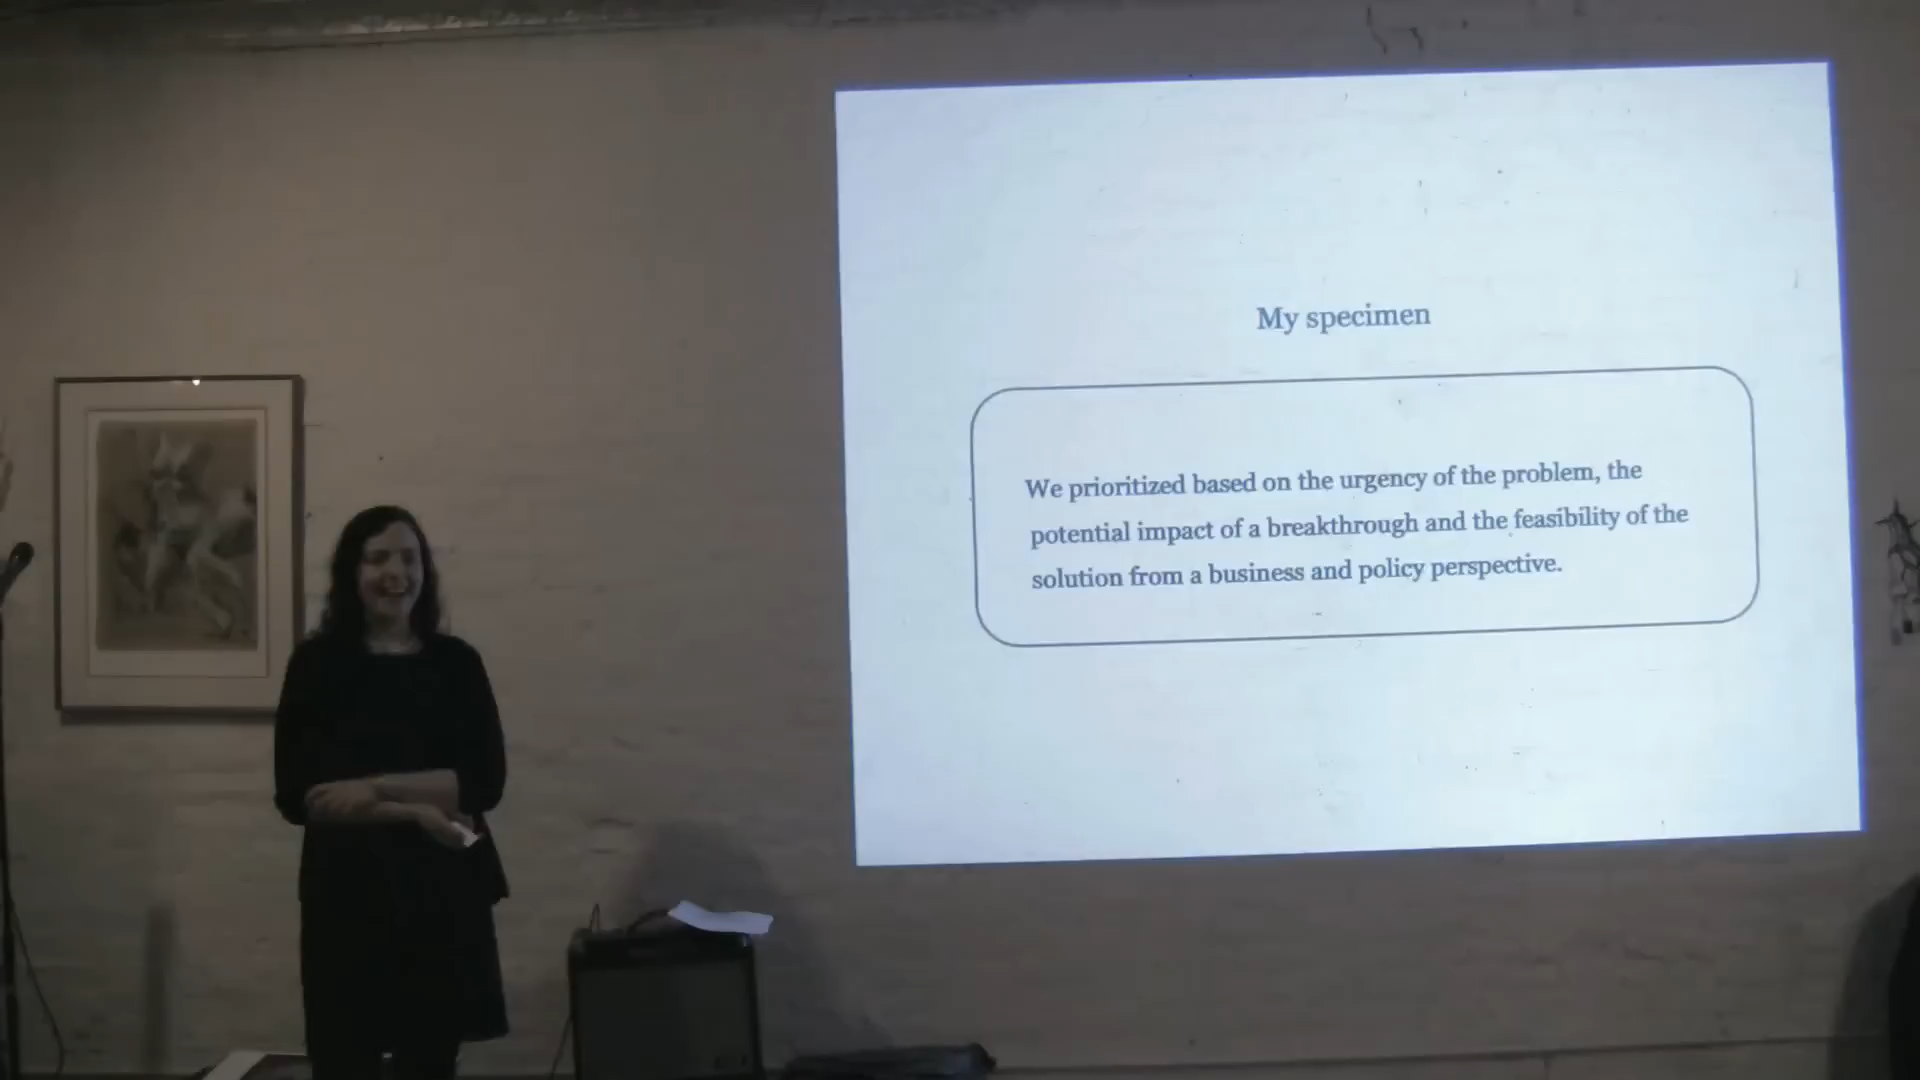 My specimen
We prioritized based on the urgency of the problem, the
potential impact of a breakthrough and the feasibility of the
solution from a business and policy perspective.